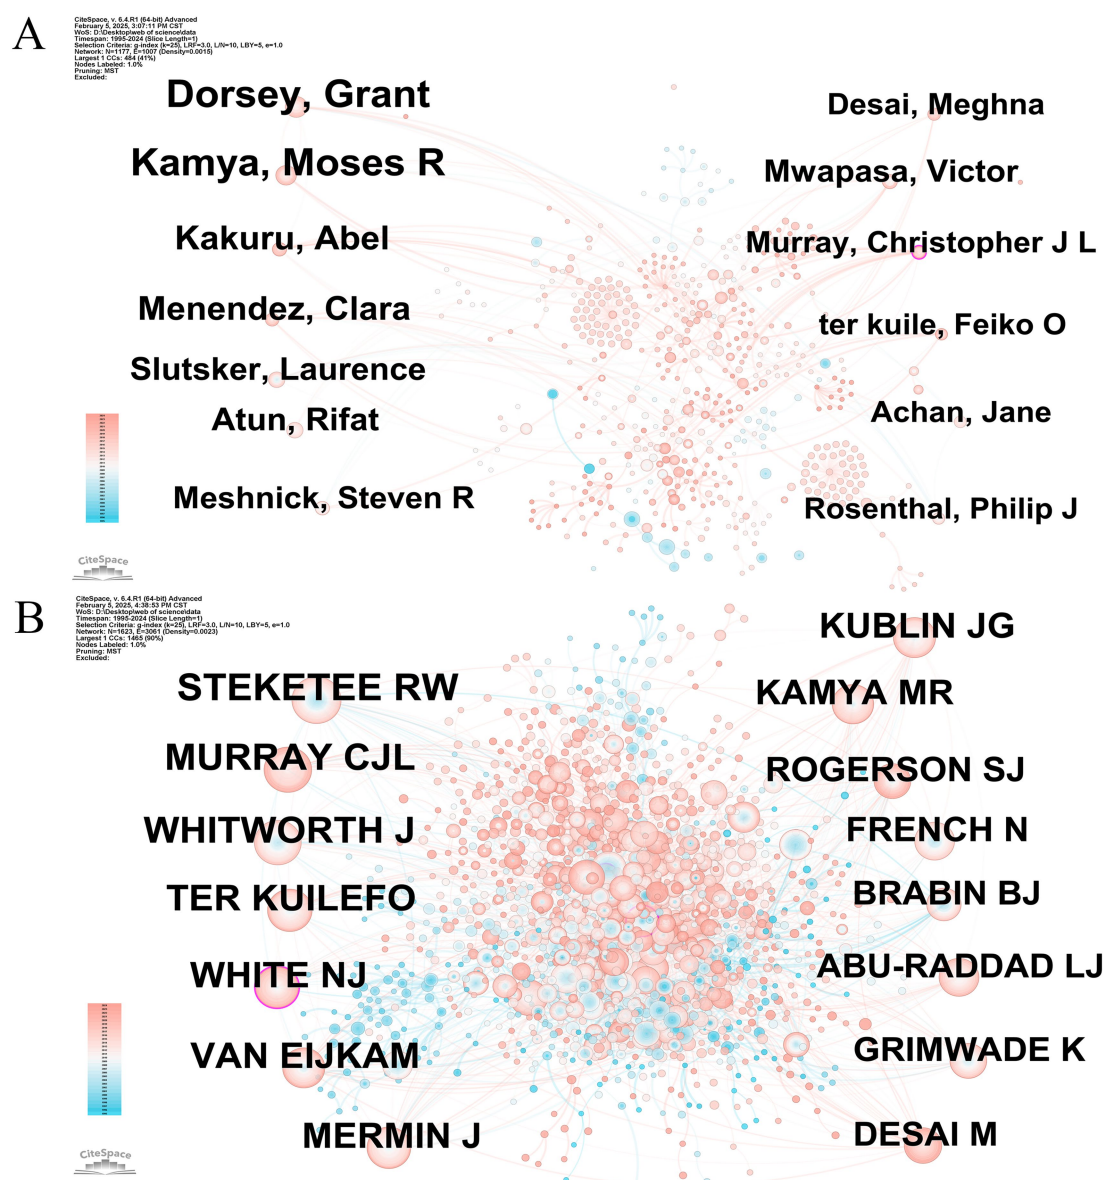 A
CiteSpace, v. 6.4.R1 (64-bit) Advanced
February 5, 2025, 3:07:11 PM CST
WoS: D:\Desktop\web of science\data
Timespan: 1995-2024 (Slice Length=1)
Selection Criteria: g-index (k=25), LRF=3.0, L/N=10, LBY=5, e=1.0
Network: N=1177, E=1007 (Density=0.0015)
Largest 1 CCs: 484 (41%)
Nodes Labeled: 1.0%
Pruning: MST
Excluded:
Dorsey, Grant
Kamya, Moses R
Kakuru, Abel
Menendez, Clara
Slutsker, Laurence
Atun, Rifat
Meshnick, Steven R
Desai, Meghna
Mwapasa, Victor
Murray, Christopher J L
ter kuile, Feiko O
Achan, Jane
Rosenthal, Philip J
CiteSpace
B
CiteSpace, v. 6.4.R1 (64-bit) Advanced
February 5, 2025, 4:38:53 PM CST
WoS: D:\Desktop\web of science\data
Timespan: 1995-2024 (Slice Length=1)
Selection Criteria: g-index (k=25), LRF=3.0, L/N=10, LBY=5, e=1.0
Network: N=1623, E=3061 (Density=0.0023)
Largest 1 CCs: 1465 (90%)
Nodes Labeled: 1.0%
Pruning: MST
Excluded:
STEKETEE RW
MURRAY CJL
WHITWORTH J
TER KUILEFO
WHITE NJ
VAN EIJKAM
MERMIN J
KUBLIN JG
KAMYA MR
ROGERSON SJ
FRENCH N
BRABIN BJ
ABU-RADDAD LJ
GRIMWADE K
DESAI M
CiteSpace